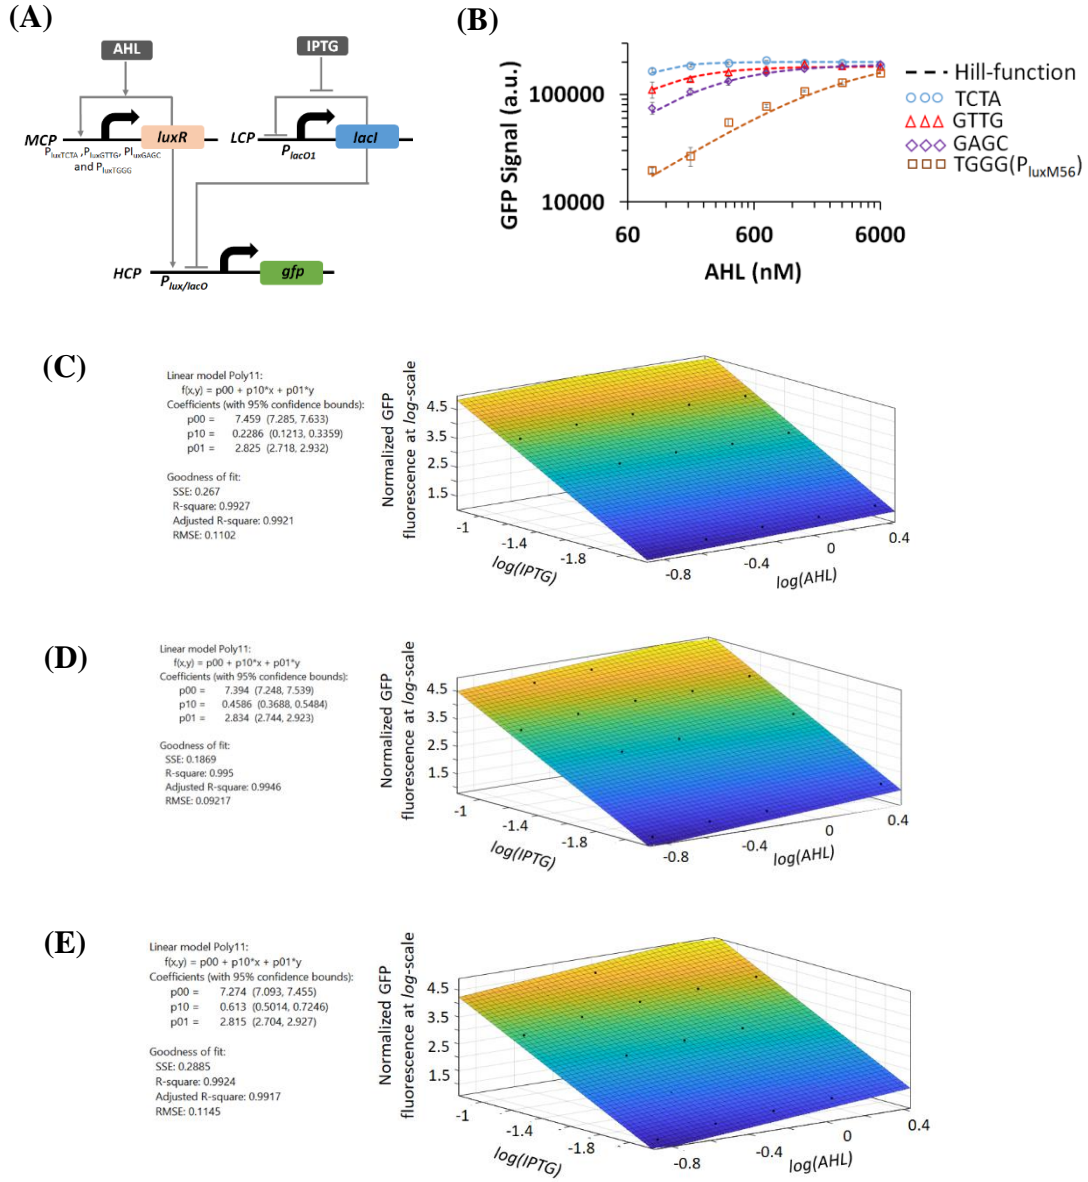 (A)
AHL
IPTG
MCP
luxR
LCP
lacI
PluxTCTA ,PluxGTTG, PluxGAGC
and PluxTGGG
PlacO1
HCP
Plux/lacO
gfp
(B)
GFP Signal (a.u.)
100000
10000
60
600
6000
AHL (nM)
Hill-function
TCTA
GTTG
GAGC
TGGG(PluxM56)
(C)
Linear model Poly11:
f(x,y) = p00 + p10*x + p01*y
Coefficients (with 95% confidence bounds):
p00 = 7.459 (7.285, 7.633)
p10 = 0.2286 (0.1213, 0.3359)
p01 = 2.825 (2.718, 2.932)
Goodness of fit:
SSE: 0.267
R-square: 0.9927
Adjusted R-square: 0.9921
RMSE: 0.1102
Normalized GFP
fluorescence at log-scale
4.5
3.5
2.5
1.5
-1
-1.4
-1.8
log(IPTG)
-0.8
-0.4
0
0.4
log(AHL)
(D)
Linear model Poly11:
f(x,y) = p00 + p10*x + p01*y
Coefficients (with 95% confidence bounds):
p00 = 7.394 (7.248, 7.539)
p10 = 0.4586 (0.3688, 0.5484)
p01 = 2.834 (2.744, 2.923)
Goodness of fit:
SSE: 0.1869
R-square: 0.995
Adjusted R-square: 0.9946
RMSE: 0.09217
Normalized GFP
fluorescence at log-scale
4.5
3.5
2.5
1.5
-1
-1.4
-1.8
log(IPTG)
-0.8
-0.4
0
0.4
log(AHL)
(E)
Linear model Poly11:
f(x,y) = p00 + p10*x + p01*y
Coefficients (with 95% confidence bounds):
p00 = 7.274 (7.093, 7.455)
p10 = 0.613 (0.5014, 0.7246)
p01 = 2.815 (2.704, 2.927)
Goodness of fit:
SSE: 0.2885
R-square: 0.9924
Adjusted R-square: 0.9917
RMSE: 0.1145
Normalized GFP
fluorescence at log-scale
4.5
3.5
2.5
1.5
-1
-1.4
-1.8
log(IPTG)
-0.8
-0.4
0
0.4
log(AHL)